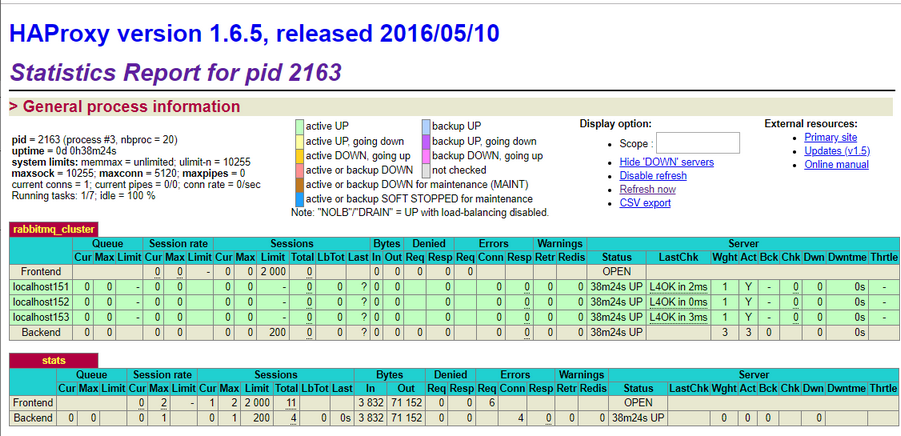 HAProxy version 1.6.5, released 2016/05/10
Statistics Report for pid 2163
> General process information
pid = 2163 (process #3, nbproc = 20)
uptime = 0d 0h38m24s
system limits: memmax = unlimited; ulimit-n = 10255
maxsock = 10255; maxconn = 5120; maxpipes = 0
current conns = 1; current pipes = 0/0; conn rate = 0/sec
Running tasks: 1/7; idle = 100 %
active UP backup UP
active UP, going down backup UP, going down
active DOWN, going up backup DOWN, going up
active or backup DOWN not checked
active or backup DOWN for maintenance (MAINT)
active or backup SOFT STOPPED for maintenance
Note: "NOLB"/"DRAIN" = UP with load-balancing disabled.
Display option:
• Scope :
• Hide 'DOWN' servers
• Disable refresh
• Refresh now
• CSV export
External resources:
• Primary site
• Updates (v1.5)
• Online manual
rabbitmq_cluster
Queue Session rate Sessions Bytes Denied Errors Warnings Server
Cur Max Limit Cur Max Limit Cur Max Limit Total LbTot Last In Out Req Resp Req Conn Resp Retr Redis Status LastChk Wght Act Bck Chk Dwn Dwntme Thrtle
Frontend 0 0 - 0 0 2 000 0 0 0 0 0 0 OPEN
localhost151 0 0 - 0 0 0 0 - 0 0 ? 0 0 0 0 0 0 0 38m24s UP L4OK in 2ms 1 Y - 0 0 0s -
localhost152 0 0 - 0 0 0 0 - 0 0 ? 0 0 0 0 0 0 0 38m24s UP L4OK in 0ms 1 Y - 0 0 0s -
localhost153 0 0 - 0 0 0 0 - 0 0 ? 0 0 0 0 0 0 0 38m24s UP L4OK in 3ms 1 Y - 0 0 0s -
Backend 0 0 0 0 0 0 200 0 0 ? 0 0 0 0 0 0 0 0 38m24s UP 3 3 0 0 0s
stats
Queue Session rate Sessions Bytes Denied Errors Warnings Server
Cur Max Limit Cur Max Limit Cur Max Limit Total LbTot Last In Out Req Resp Req Conn Resp Retr Redis Status LastChk Wght Act Bck Chk Dwn Dwntme Thrtle
Frontend 0 2 - 1 2 2 000 11 3 832 71 152 0 0 6 OPEN
Backend 0 0 0 1 0 1 200 4 0 0s 3 832 71 152 0 0 4 0 0 0 38m24s UP 0 0 0 0